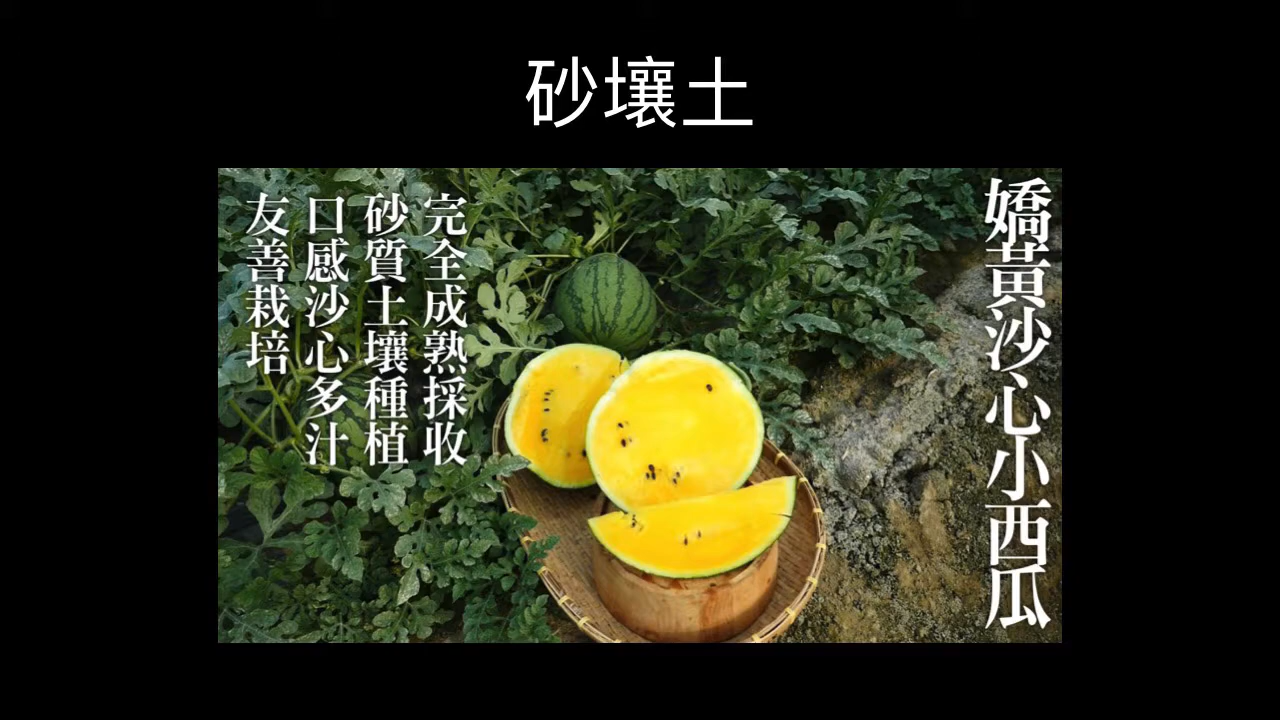 砂壤土
嬌黃沙心小西瓜
完全成熟採收
砂質土壤種植
口感沙心多汁
友善栽培